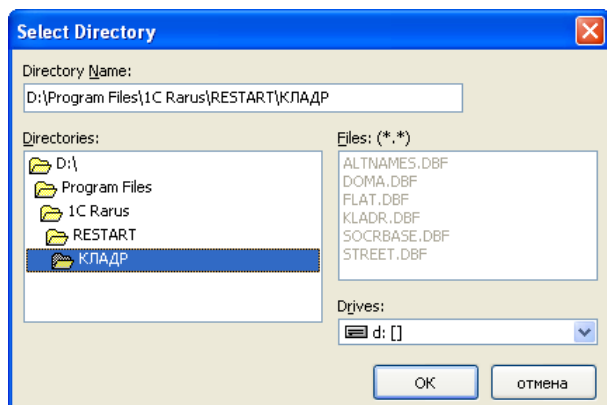 Select Directory
Directory Name:
D:\Program Files\1C Rarus\RESTART\КЛАДР
Directories:
D:\
Program Files
1C Rarus
RESTART
КЛАДР
Files: (*.*)
ALTNAMES.DBF
DOMA.DBF
FLAT.DBF
KLADR.DBF
SOCRBASE.DBF
STREET.DBF
Drives:
d: []
ОК
отмена